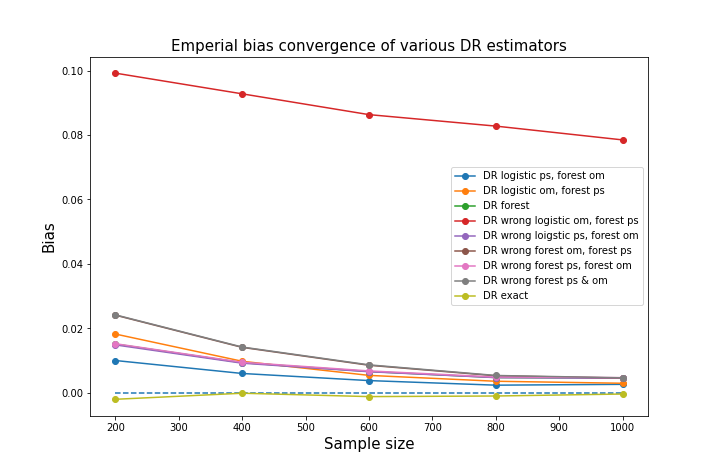 Emperial bias convergence of various DR estimators
0.10
0.08
0.06
0.04
0.02
0.00
Bias
DR logistic ps, forest om
DR logistic om, forest ps
DR forest
DR wrong logistic om, forest ps
DR wrong loigstic ps, forest om
DR wrong forest om, forest ps
DR wrong forest ps, forest om
DR wrong forest ps & om
DR exact
200 300 400 500 600 700 800 900 1000
Sample size